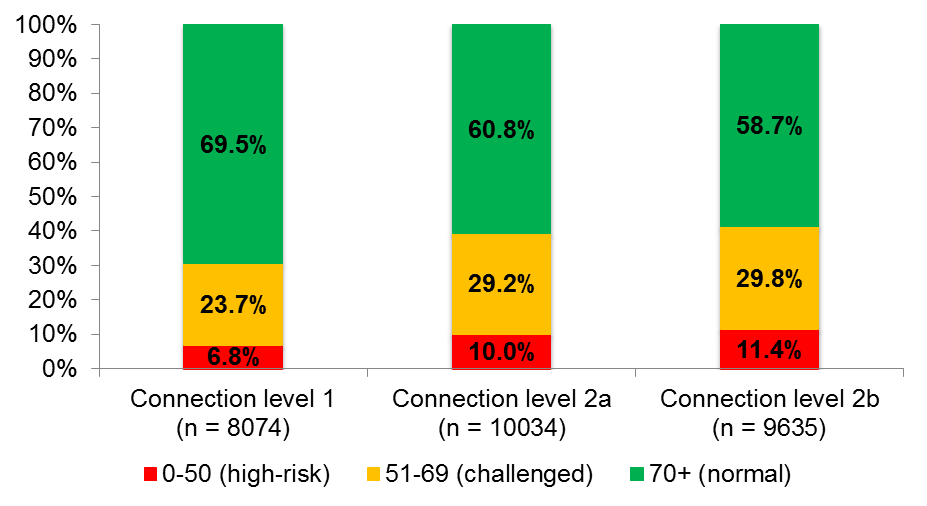 100%
90%
80%
70%
60%
50%
40%
30%
20%
10%
0%
69.5%
23.7%
6.8%
60.8%
29.2%
10.0%
58.7%
29.8%
11.4%
Connection level 1
(n = 8074)
Connection level 2a
(n = 10034)
Connection level 2b
(n = 9635)
0-50 (high-risk)
51-69 (challenged)
70+ (normal)